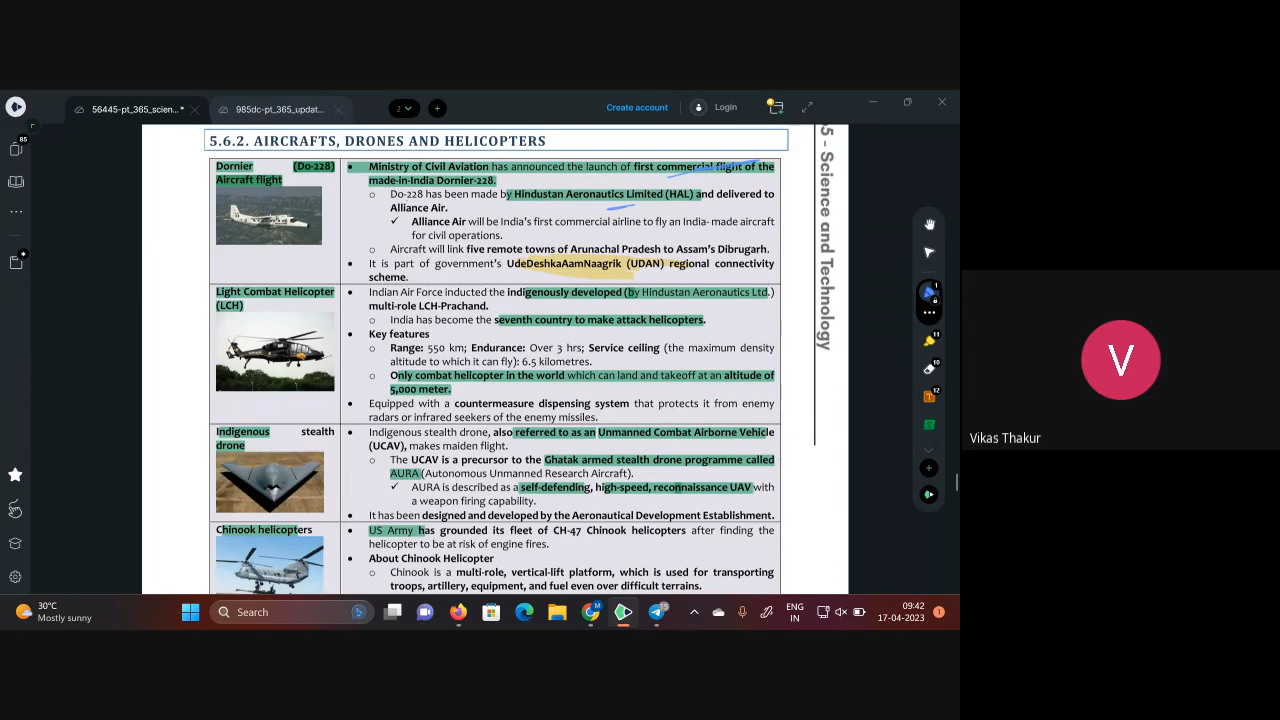 56445-pt_365_scien...*
985dc-pt_365_updat...
2
Create account
Login
85
5.6.2. AIRCRAFTS, DRONES AND HELICOPTERS
Dornier (Do-228)
Aircraft flight
• Ministry of Civil Aviation has announced the launch of first commercial flight of the
made-in-India Dornier-228.
o Do-228 has been made by Hindustan Aeronautics Limited (HAL) and delivered to
Alliance Air.
✓ Alliance Air will be India's first commercial airline to fly an India- made aircraft
for civil operations.
o Aircraft will link five remote towns of Arunachal Pradesh to Assam's Dibrugarh.
• It is part of government's UdeDeshkaAamNaagrik (UDAN) regional connectivity
scheme.
Light Combat Helicopter
(LCH)
• Indian Air Force inducted the indigenously developed (by Hindustan Aeronautics Ltd.)
multi-role LCH-Prachand.
o India has become the seventh country to make attack helicopters.
• Key features
o Range: 550 km; Endurance: Over 3 hrs; Service ceiling (the maximum density
altitude to which it can fly): 6.5 kilometres.
o Only combat helicopter in the world which can land and takeoff at an altitude of
5,000 meter.
• Equipped with a countermeasure dispensing system that protects it from enemy
radars or infrared seekers of the enemy missiles.
Indigenous stealth
drone
• Indigenous stealth drone, also referred to as an Unmanned Combat Airborne Vehicle
(UCAV), makes maiden flight.
o The UCAV is a precursor to the Ghatak armed stealth drone programme called
AURA (Autonomous Unmanned Research Aircraft).
✓ AURA is described as a self-defending, high-speed, reconnaissance UAV with
a weapon firing capability.
• It has been designed and developed by the Aeronautical Development Establishment.
Chinook helicopters
• US Army has grounded its fleet of CH-47 Chinook helicopters after finding the
helicopter to be at risk of engine fires.
• About Chinook Helicopter
o Chinook is a multi-role, vertical-lift platform, which is used for transporting
troops, artillery, equipment, and fuel even over difficult terrains.
5 - Science and Technology
1
11
10
12
V
Vikas Thakur
30°C
Mostly sunny
Search
M
15
ENG
IN
09:42
17-04-2023
1